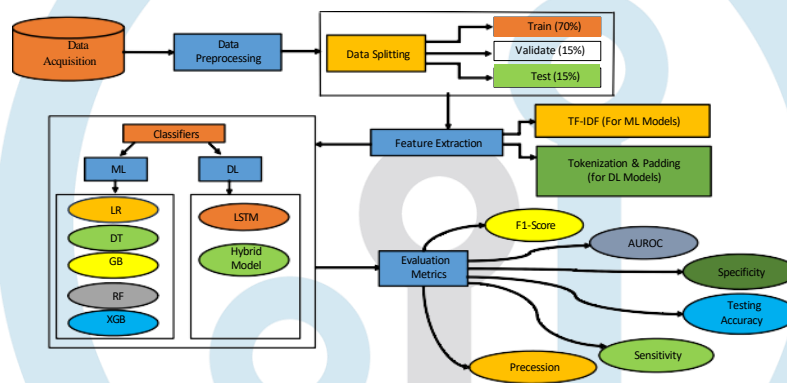 Data
Acquisition
Data
Preprocessing
Data Splitting
Train (70%)
Validate (15%)
Test (15%)
Feature Extraction
TF-IDF (For ML Models)
Tokenization & Padding
(for DL Models)
Classifiers
ML
DL
LR
DT
GB
RF
XGB
LSTM
Hybrid
Model
Evaluation
Metrics
F1-Score
AUROC
Specificity
Testing
Accuracy
Sensitivity
Precession